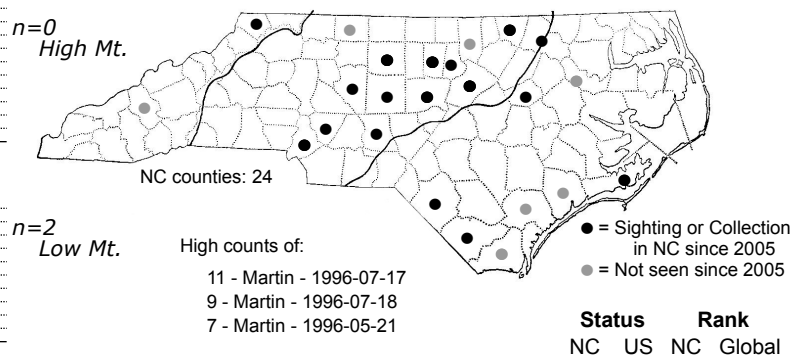 n=0
High Mt.
NC counties: 24
n=2
Low Mt.
High counts of:
11 - Martin - 1996-07-17
9 - Martin - 1996-07-18
7 - Martin - 1996-05-21
= Sighting or Collection
in NC since 2005
= Not seen since 2005
Status Rank
NC US NC Global